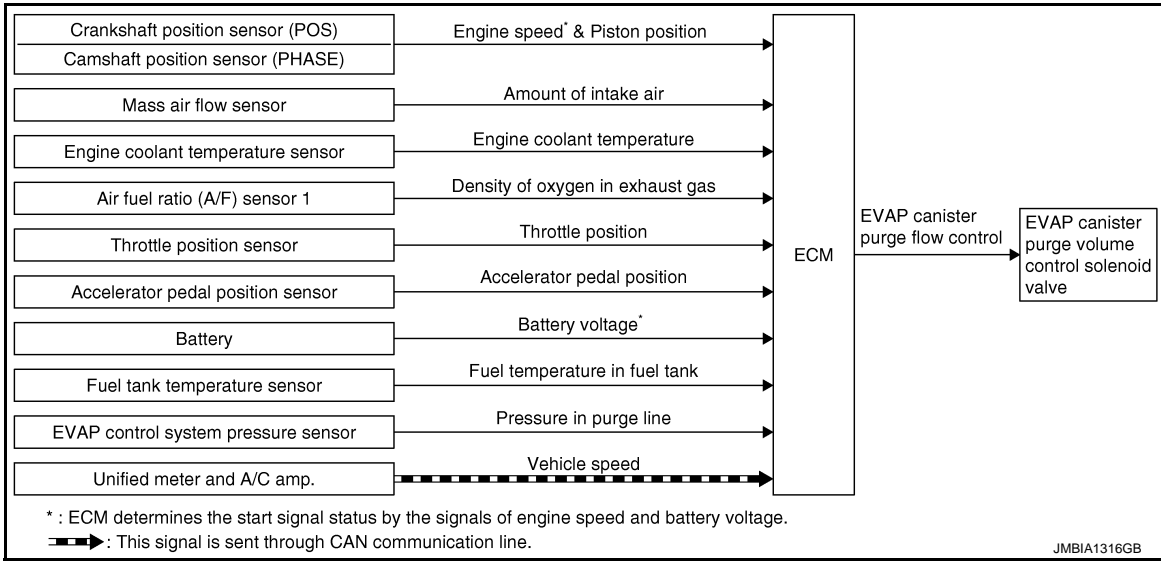 Crankshaft position sensor (POS)
Camshaft position sensor (PHASE)
Engine speed* & Piston position
Mass air flow sensor
Amount of intake air
Engine coolant temperature sensor
Engine coolant temperature
Air fuel ratio (A/F) sensor 1
Density of oxygen in exhaust gas
Throttle position sensor
Throttle position
Accelerator pedal position sensor
Accelerator pedal position
Battery
Battery voltage*
Fuel tank temperature sensor
Fuel temperature in fuel tank
EVAP control system pressure sensor
Pressure in purge line
Unified meter and A/C amp.
Vehicle speed
ECM
EVAP canister
purge flow control
EVAP canister
purge volume
control solenoid
valve
* : ECM determines the start signal status by the signals of engine speed and battery voltage.
: This signal is sent through CAN communication line.
JMBIA1316GB